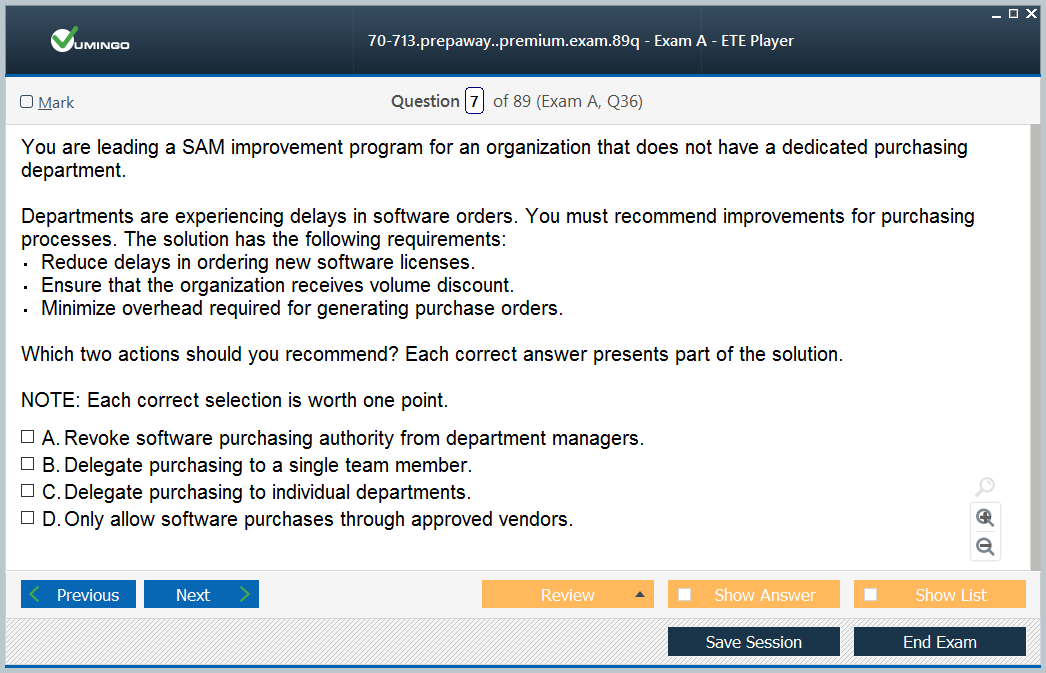 VUMINGO
70-713.prepaway..premium.exam.89q - Exam A - ETE Player
Mark
Question 7 of 89 (Exam A, Q36)
You are leading a SAM improvement program for an organization that does not have a dedicated purchasing
department.
Departments are experiencing delays in software orders. You must recommend improvements for purchasing
processes. The solution has the following requirements:
· Reduce delays in ordering new software licenses.
· Ensure that the organization receives volume discount.
· Minimize overhead required for generating purchase orders.
Which two actions should you recommend? Each correct answer presents part of the solution.
NOTE: Each correct selection is worth one point.
A. Revoke software purchasing authority from department managers.
B. Delegate purchasing to a single team member.
C. Delegate purchasing to individual departments.
D. Only allow software purchases through approved vendors.
Previous Next Review Show Answer Show List
Save Session End Exam